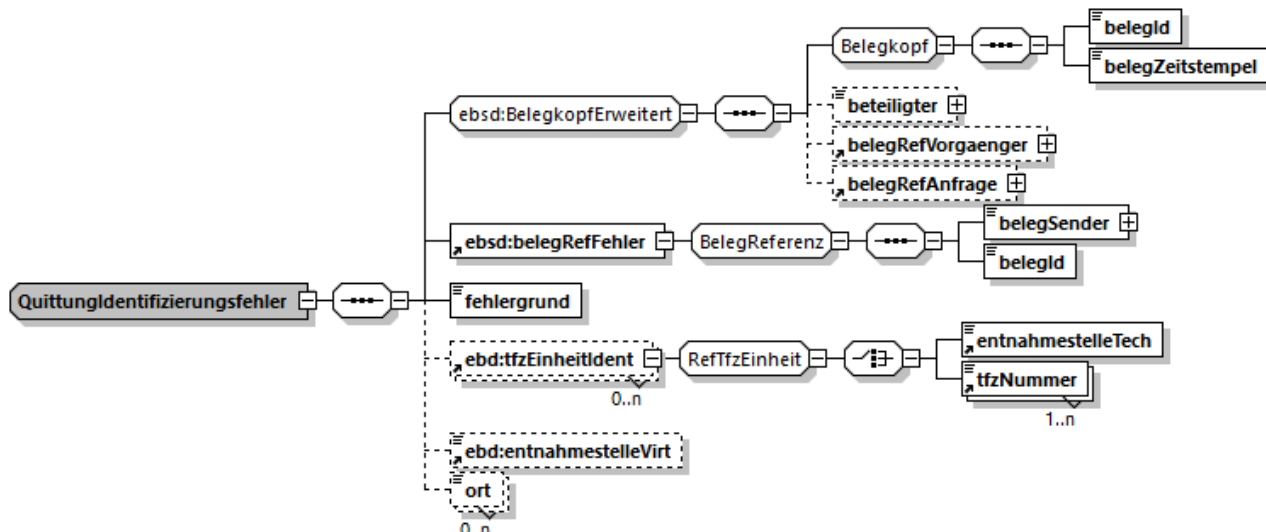 belegId
Belegkopf
belegZeitstempel
ebsd:BelegkopfErweitert
beteiligter
belegRefVorgaenger
belegRefAnfrage
belegSender
ebsd:belegRefFehler
BelegReferenz
belegId
QuittungIdentifizierungsfehler
fehlergrund
entnahmestelleTech
ebd:tfzEinheitIdent
RefTfzEinheit
tfzNummer
0..n
1..n
ebd:entnahmestelleVirt
ort
0..n